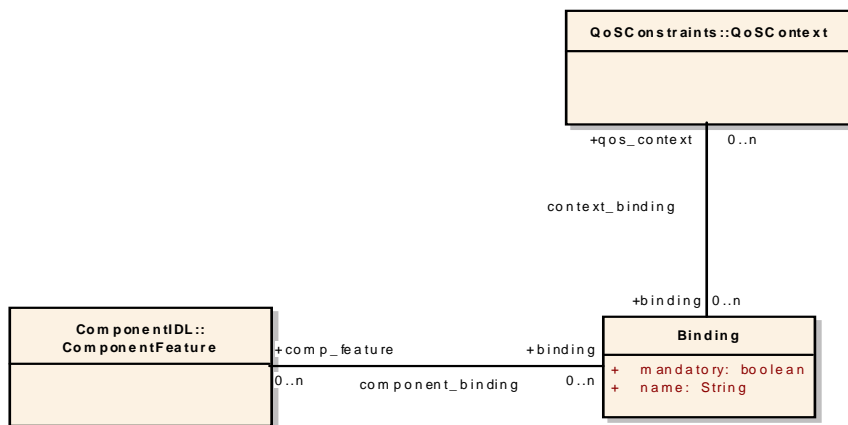 QoSConstraints::QoSContext
+qos_context 0..n
context_binding
+binding 0..n
ComponentIDL::
ComponentFeature
Binding
+comp_feature +binding
+ mandatory: boolean
0..n component_binding 0..n
+ name: String